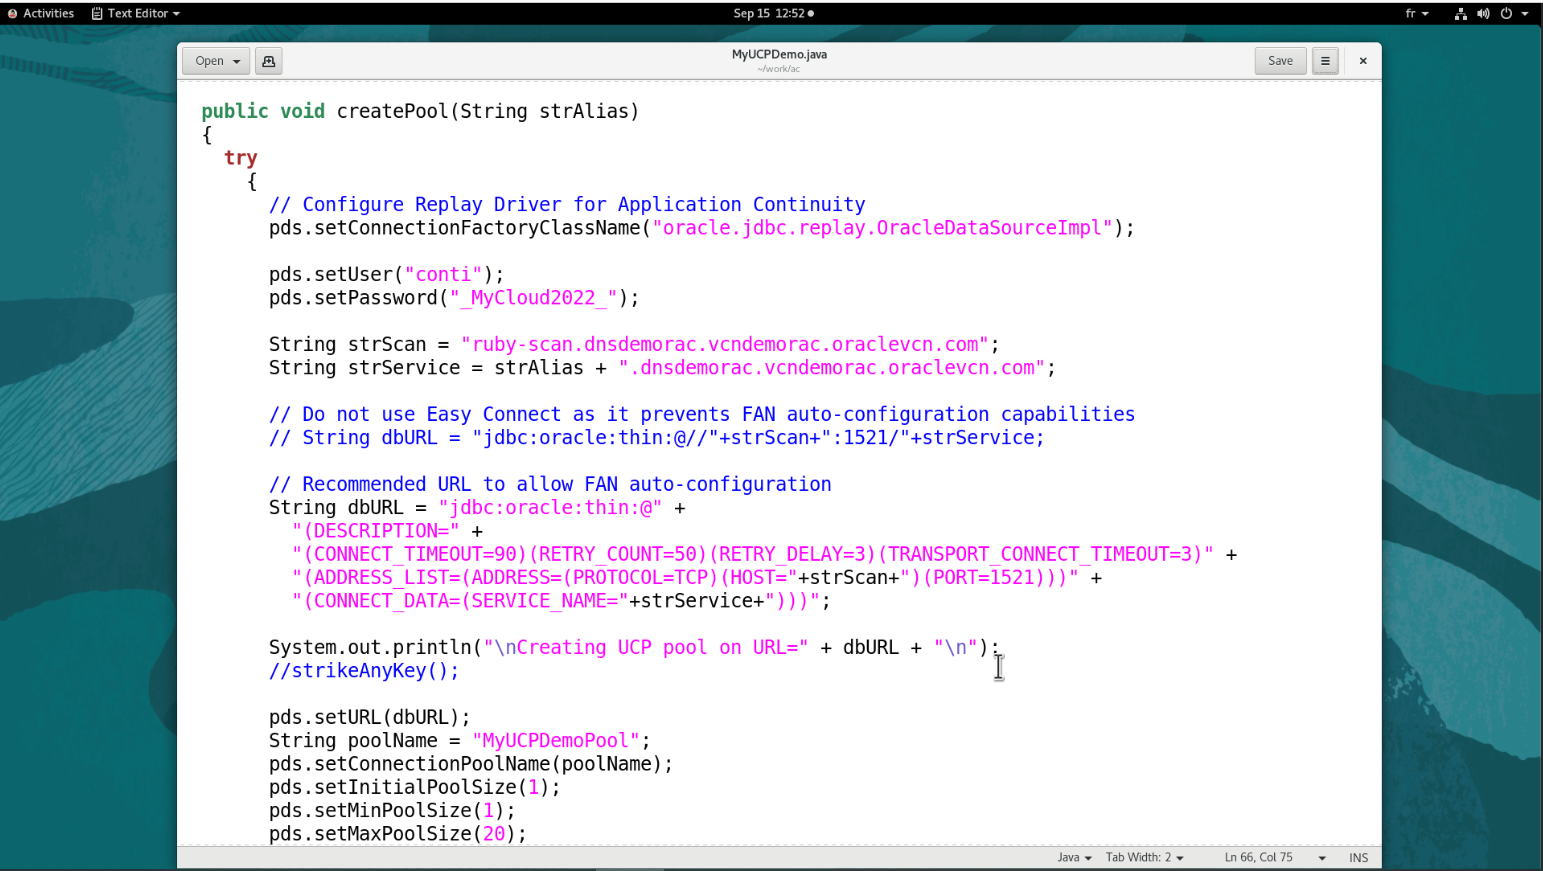 Activities
Text Editor
Sep 15 12:52
fr
Open
MyUCPDemo.java
~/work/ac
Save
public void createPool(String strAlias)
{
try
{
// Configure Replay Driver for Application Continuity
pds.setConnectionFactoryClassName("oracle.jdbc.replay.OracleDataSourceImpl");
pds.setUser("conti");
pds.setPassword("_MyCloud2022_");
String strScan = "ruby-scan.dnsdemorac.vcndemorac.oraclevcn.com";
String strService = strAlias + ".dnsdemorac.vcndemorac.oraclevcn.com";
// Do not use Easy Connect as it prevents FAN auto-configuration capabilities
// String dbURL = "jdbc:oracle:thin:@//"+strScan+":1521/"+strService;
// Recommended URL to allow FAN auto-configuration
String dbURL = "jdbc:oracle:thin:@" +
"(DESCRIPTION=" +
"(CONNECT_TIMEOUT=90)(RETRY_COUNT=50)(RETRY_DELAY=3)(TRANSPORT_CONNECT_TIMEOUT=3)" +
"(ADDRESS_LIST=(ADDRESS=(PROTOCOL=TCP)(HOST="+strScan+")(PORT=1521)))" +
"(CONNECT_DATA=(SERVICE_NAME="+strService+")))";
System.out.println("\nCreating UCP pool on URL=" + dbURL + "\n");
//strikeAnyKey();
pds.setURL(dbURL);
String poolName = "MyUCPDemoPool";
pds.setConnectionPoolName(poolName);
pds.setInitialPoolSize(1);
pds.setMinPoolSize(1);
pds.setMaxPoolSize(20);
Java
Tab Width: 2
Ln 66, Col 75
INS